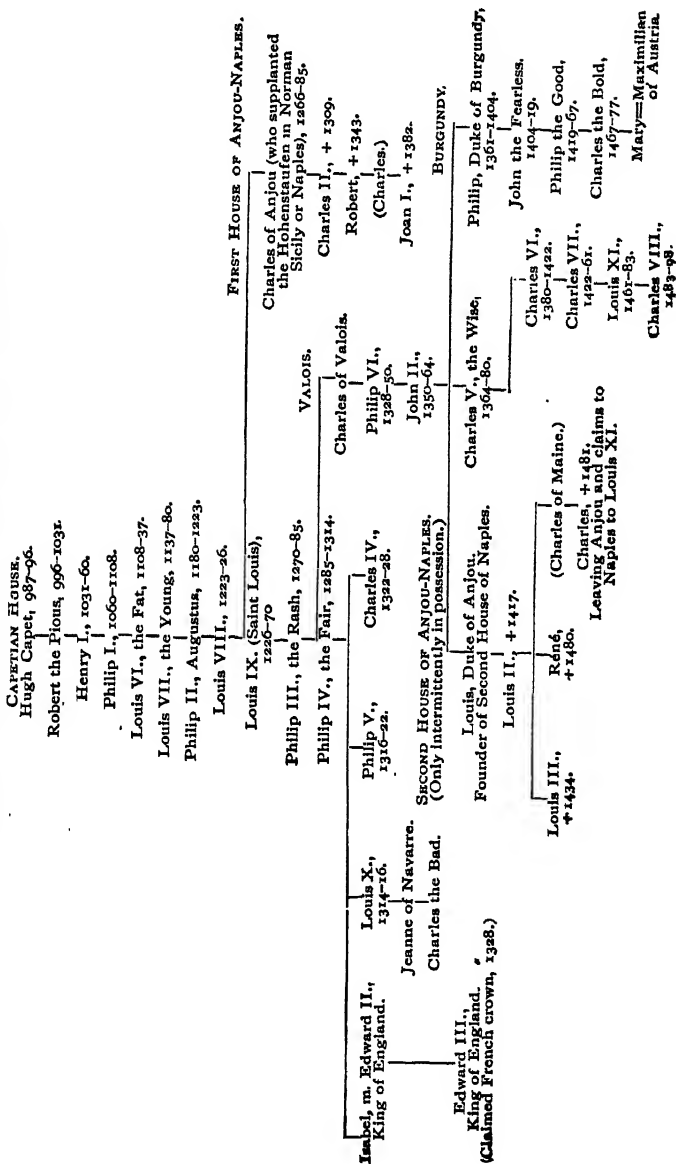 CAPETIAN HOUSE.
Hugh Capet, 987–96.
Robert the Pious, 996–1031.
Henry I., 1031–60.
Philip I., 1060–1108.
Louis VI., the Fat, 1108–37.
Louis VII., the Young, 1137–80.
Philip II., Augustus, 1180–1223.
Louis VIII., 1223–26.
FIRST HOUSE OF ANJOU-NAPLES.
Louis IX. (Saint Louis),
1226–70
Charles of Anjou (who supplanted
the Hohenstaufen in Norman
Sicily or Naples), 1266–85.
Philip III., the Rash, 1270–85.
Charles II., + 1309.
Philip IV., the Fair, 1285–1314.
Robert, + 1343.
(Charles.)
Joan I., + 1382.
VALOIS.
Charles of Valois.
Philip VI.,
1328–50.
John II.,
1350–64.
Isabel, m. Edward II.,
King of England.
Louis X.,
1314–16.
Philip V.,
1316–22.
Charles IV.,
1322–28.
Jeanne of Navarre.
Charles the Bad.
Edward III.,
King of England.
(Claimed French crown, 1328.)
SECOND HOUSE OF ANJOU-NAPLES.
(Only intermittently in possession.)
Louis, Duke of Anjou.
Founder of Second House of Naples.
Louis II., +1417.
Louis III.,
+1434.
René,
+1480.
(Charles of Maine.)
Charles, +1481.
Leaving Anjou and claims to
Naples to Louis XI.
Charles V., the Wise,
1364–80.
Charles VI.,
1380–1422.
Charles VII.,
1422–61.
Louis XI.,
1461–83.
Charles VIII.,
1483–98.
BURGUNDY.
Philip, Duke of Burgundy,
1361–1404.
John the Fearless.
1404–19.
Philip the Good,
1419–67.
Charles the Bold,
1467–77.
Mary=Maximilian
of Austria.